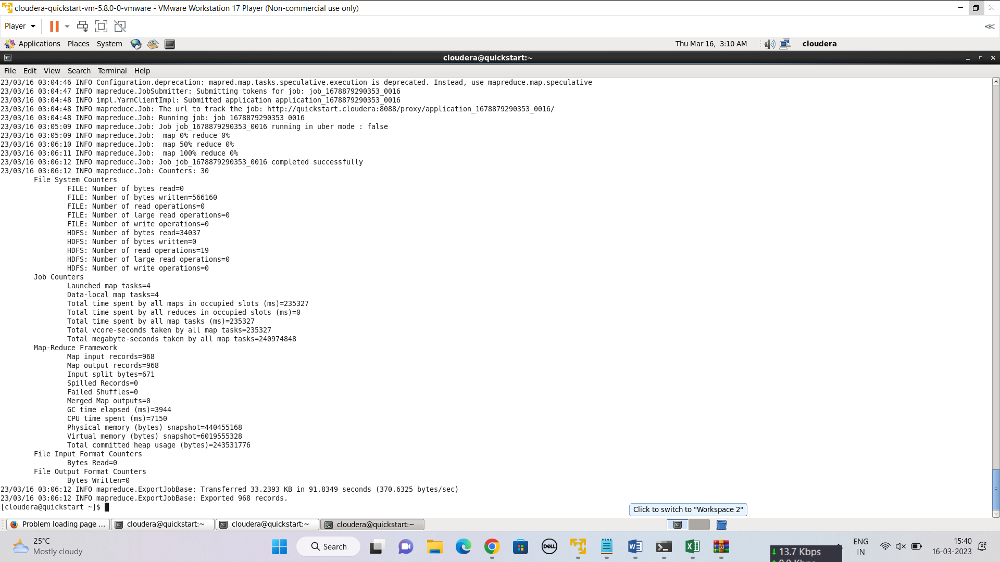 cloudera-quickstart-vm-5.8.0-0-vmware - VMware Workstation 17 Player (Non-commercial use only)
Player
Applications Places System Thu Mar 16, 3:10 AM cloudera
cloudera@quickstart:~
File Edit View Search Terminal Help
23/03/16 03:04:46 INFO Configuration.deprecation: mapred.map.tasks.speculative.execution is deprecated. Instead, use mapreduce.map.speculative
23/03/16 03:04:47 INFO mapreduce.JobSubmitter: Submitting tokens for job: job_1678879290353_0016
23/03/16 03:04:48 INFO impl.YarnClientImpl: Submitted application application_1678879290353_0016
23/03/16 03:04:48 INFO mapreduce.Job: The url to track the job: http://quickstart.cloudera:8088/proxy/application_1678879290353_0016/
23/03/16 03:04:48 INFO mapreduce.Job: Running job: job_1678879290353_0016
23/03/16 03:05:09 INFO mapreduce.Job: Job job_1678879290353_0016 running in uber mode : false
23/03/16 03:05:09 INFO mapreduce.Job:  map 0% reduce 0%
23/03/16 03:06:10 INFO mapreduce.Job:  map 50% reduce 0%
23/03/16 03:06:11 INFO mapreduce.Job:  map 100% reduce 0%
23/03/16 03:06:12 INFO mapreduce.Job: Job job_1678879290353_0016 completed successfully
23/03/16 03:06:12 INFO mapreduce.Job: Counters: 30
File System Counters
FILE: Number of bytes read=0
FILE: Number of bytes written=566160
FILE: Number of read operations=0
FILE: Number of large read operations=0
FILE: Number of write operations=0
HDFS: Number of bytes read=34037
HDFS: Number of bytes written=0
HDFS: Number of read operations=19
HDFS: Number of large read operations=0
HDFS: Number of write operations=0
Job Counters
Launched map tasks=4
Data-local map tasks=4
Total time spent by all maps in occupied slots (ms)=235327
Total time spent by all reduces in occupied slots (ms)=0
Total time spent by all map tasks (ms)=235327
Total vcore-seconds taken by all map tasks=235327
Total megabyte-seconds taken by all map tasks=240974848
Map-Reduce Framework
Map input records=968
Map output records=968
Input split bytes=671
Spilled Records=0
Failed Shuffles=0
Merged Map outputs=0
GC time elapsed (ms)=3944
CPU time spent (ms)=7150
Physical memory (bytes) snapshot=440455168
Virtual memory (bytes) snapshot=6019555328
Total committed heap usage (bytes)=243531776
File Input Format Counters
Bytes Read=0
File Output Format Counters
Bytes Written=0
23/03/16 03:06:12 INFO mapreduce.ExportJobBase: Transferred 33.2393 KB in 91.8349 seconds (370.6325 bytes/sec)
23/03/16 03:06:12 INFO mapreduce.ExportJobBase: Exported 968 records.
[cloudera@quickstart ~]$
Click to switch to "Workspace 2"
Problem loading page ... cloudera@quickstart:~ cloudera@quickstart:~ cloudera@quickstart:~
25°C
Mostly cloudy
Search
DELL
13.7 Kbps
ENG
IN
15:40
16-03-2023